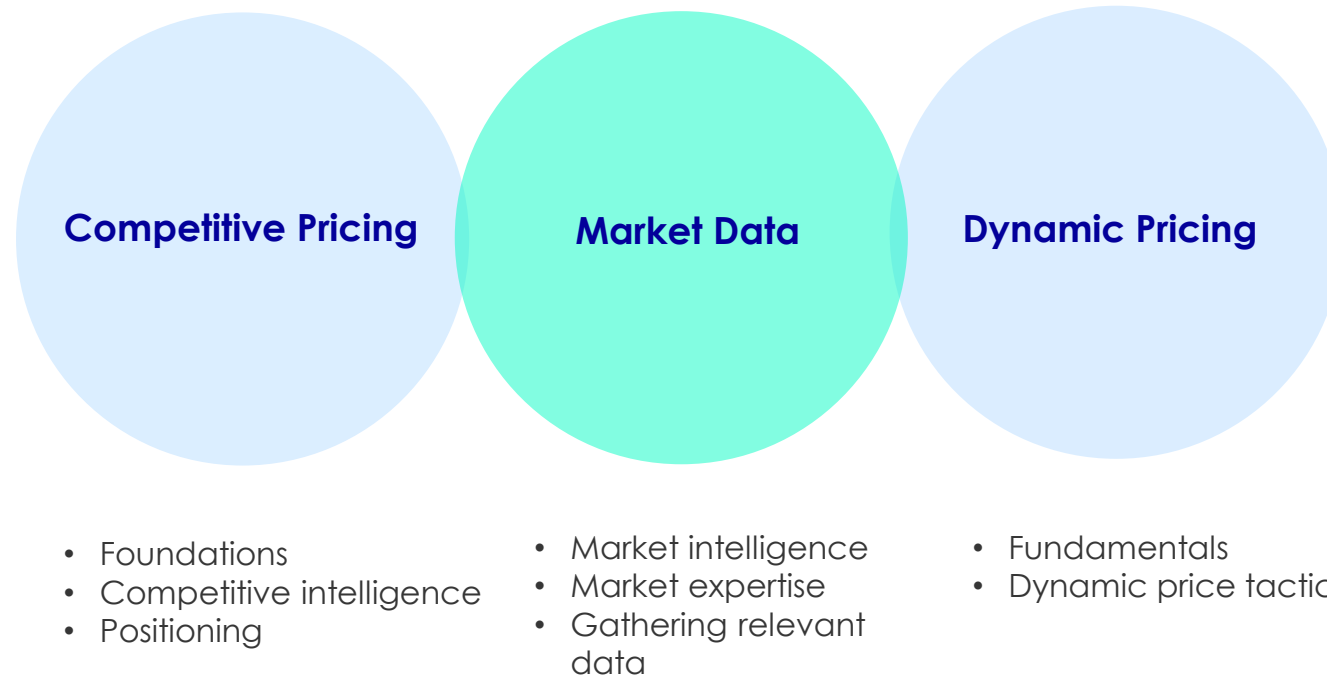 Competitive Pricing
Market Data
Dynamic Pricing
• Foundations
• Competitive intelligence
• Positioning
• Market intelligence
• Market expertise
• Gathering relevant
data
• Fundamentals
• Dynamic price